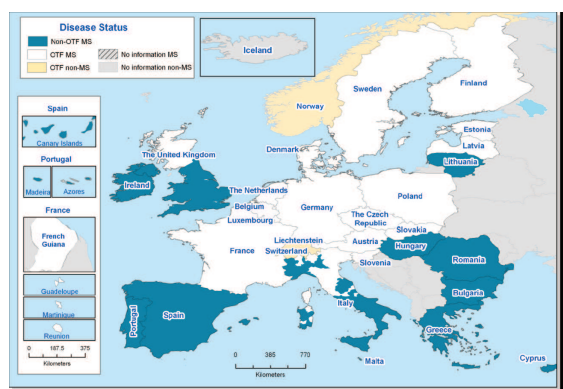 Disease Status
Non-OTF MS
OTF MS
OTF non-MS
No information MS
No information non-MS
Iceland
Finland
Sweden
Norway
Spain
Canary Islands
Estonia
Latvia
Denmark
The United Kingdom
Lithuania
Portugal
Madeira
Azores
Ireland
The Netherlands
Poland
Belgium
Germany
France
Luxembourg
The Czech
Republic
Slovakia
French
Guiana
Liechtenstein
Austria
Hungary
France
Switzerland
Romania
Slovenia
Guadeloupe
Bulgaria
Martinique
Italy
Portugal
Spain
Greece
Reunion
0 187.5 375
Kilometers
0 385 770
Kilometers
Malta
Cyprus